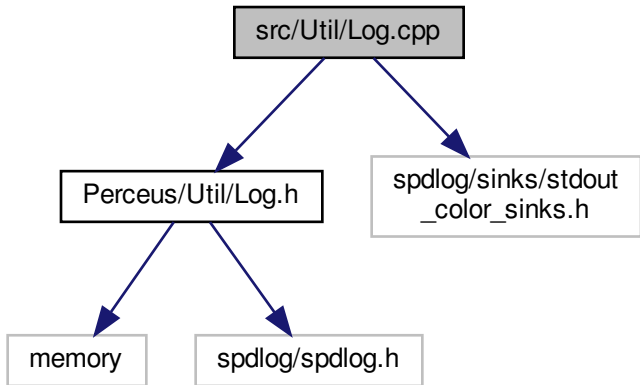 src/Util/Log.cpp
Perceus/Util/Log.h
spdlog/sinks/stdout
_color_sinks.h
memory
spdlog/spdlog.h